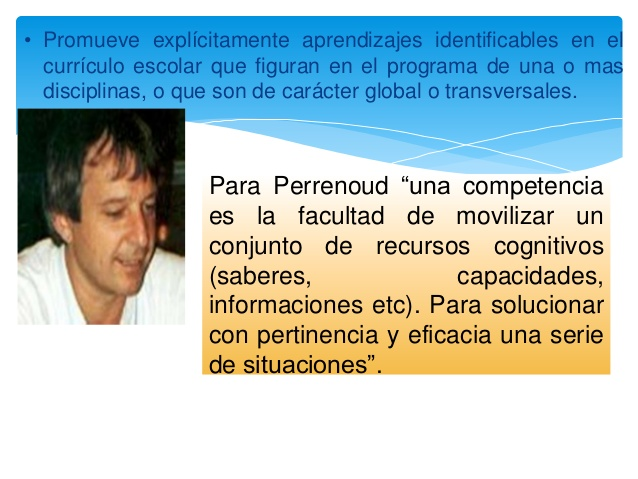 • Promueve explícitamente aprendizajes identificables en el
currículo escolar que figuran en el programa de una o mas
disciplinas, o que son de carácter global o transversales.
Para Perrenoud “una competencia
es la facultad de movilizar un
conjunto de recursos cognitivos
(saberes, capacidades,
informaciones etc). Para solucionar
con pertinencia y eficacia una serie
de situaciones”.